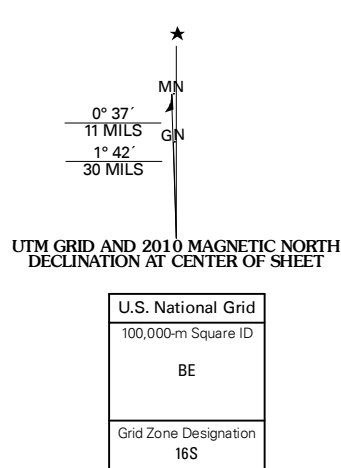 ★
MN
0° 37´
11 MILS
GN
1° 42´
30 MILS
UTM GRID AND 2010 MAGNETIC NORTH
DECLINATION AT CENTER OF SHEET
U.S. National Grid
100,000-m Square ID
BE
Grid Zone Designation
16S